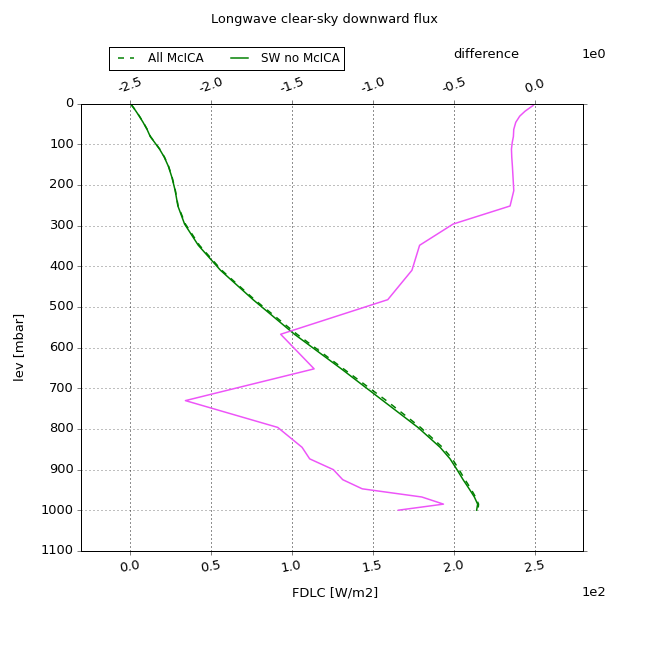 Longwave clear-sky downward flux
All McICA SW no McICA
difference 1e0
-2.5 -2.0 -1.5 -1.0 -0.5 0.0
0
100
200
300
400
500
600
700
800
900
1000
1100
lev [mbar]
0.0 0.5 1.0 1.5 2.0 2.5
FDLC [W/m2] 1e2